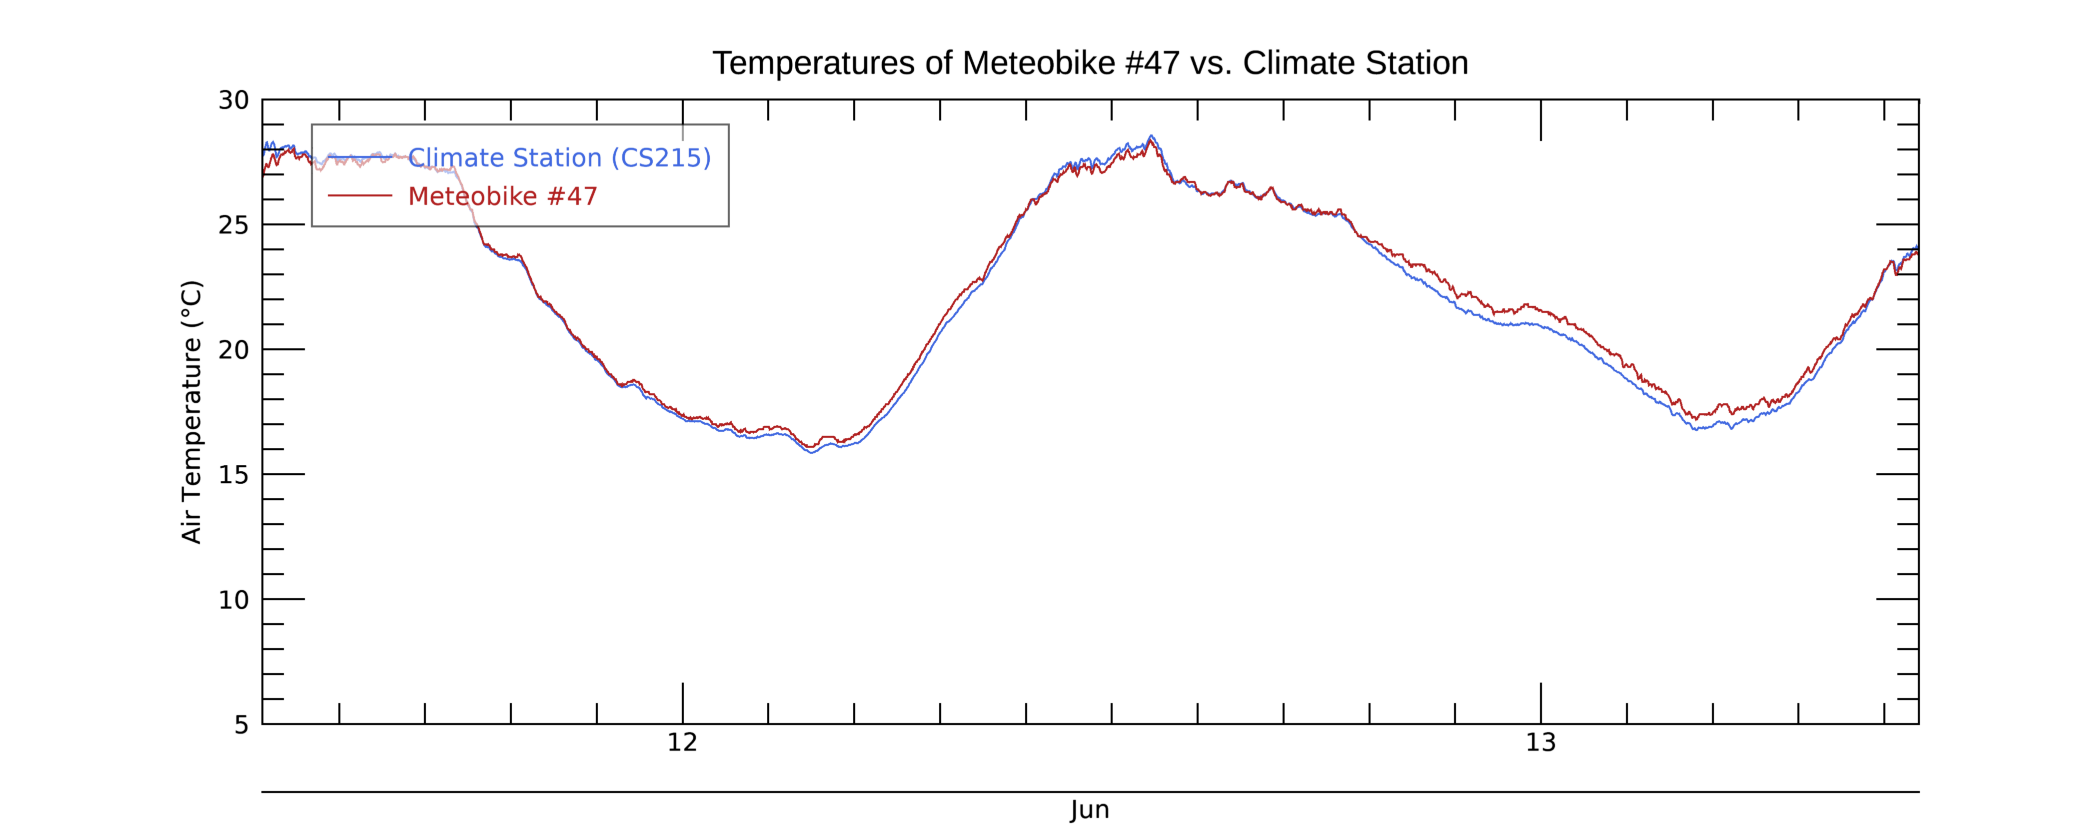 Temperatures of Meteobike #47 vs. Climate Station
30
25
20
15
10
5
Air Temperature (°C)
Climate Station (CS215)
Meteobike #47
12
13
Jun